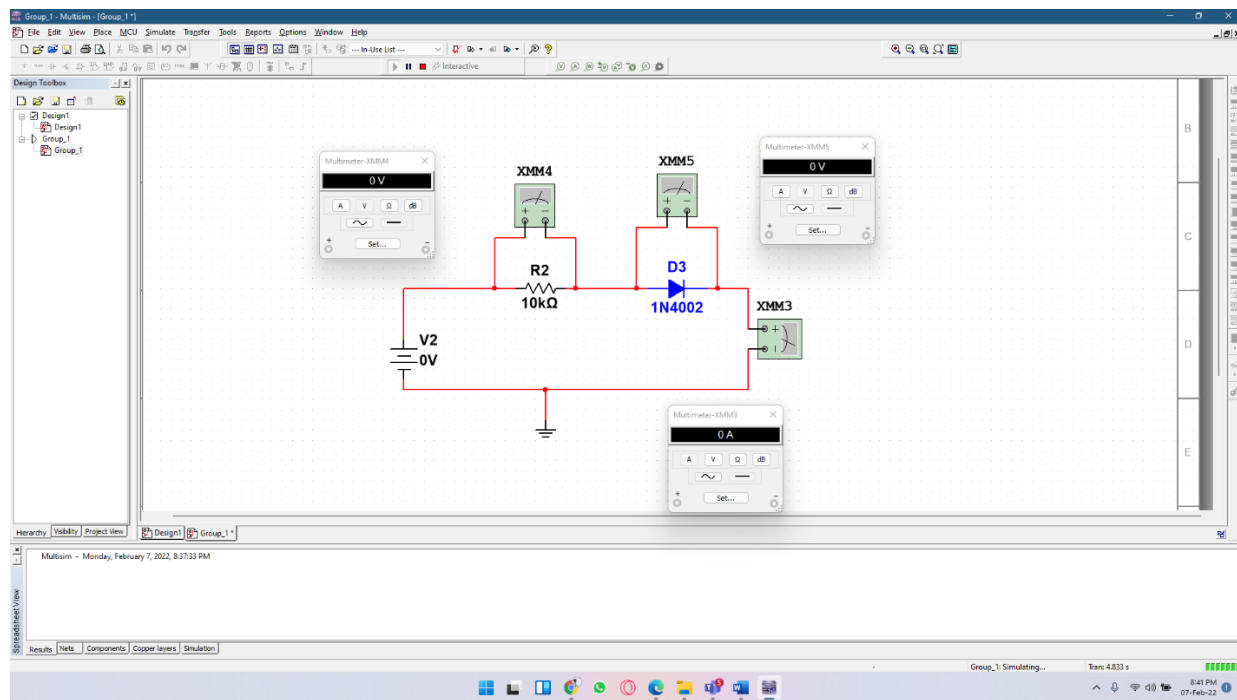 Group_1 - Multisim - [Group_1 *]
File Edit View Place MCU Simulate Transfer Tools Reports Options Window Help
--- In-Use List ---
Interactive
Design Toolbox
Design1
Design1
Group_1
Group_1
Multimeter-XMM4
0 V
A V Ω dB
Set...
+ −
XMM4
+ −
XMM5
+ −
Multimeter-XMM5
0 V
A V Ω dB
Set...
+ −
R2
10kΩ
D3
1N4002
XMM3
V2
0V
Multimeter-XMM3
0 A
A V Ω dB
Set...
+ −
B
C
D
E
Hierarchy Visibility Project View
Design1 Group_1 *
Multisim - Monday, February 7, 2022, 8:37:33 PM
Spreadsheet View
Results Nets Components Copper layers Simulation
Group_1: Simulating... Tran: 4.833 s
8:41 PM
07-Feb-22